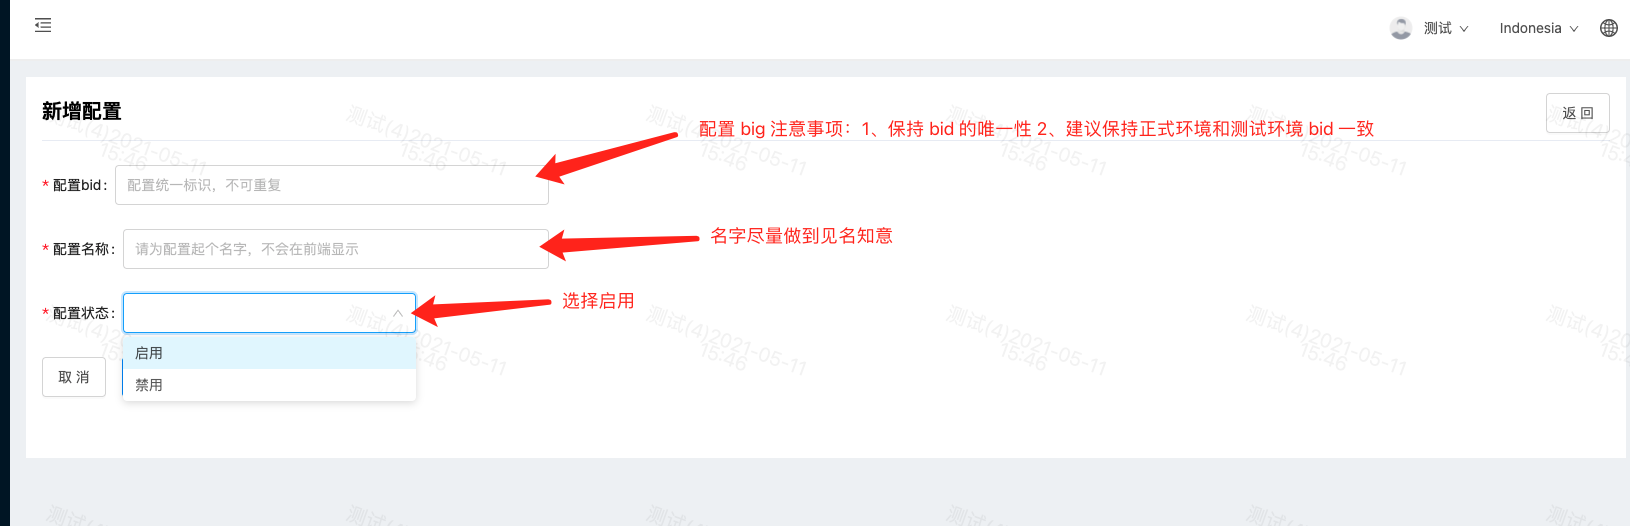 测试
Indonesia
新增配置
返 回
配置 big 注意事项：1、保持 bid 的唯一性 2、建议保持正式环境和测试环境 bid 一致
* 配置bid：
配置统一标识，不可重复
* 配置名称：
请为配置起个名字，不会在前端显示
名字尽量做到见名知意
* 配置状态：
选择启用
启用
禁用
取 消
测试(4)2021-05-11
15:46